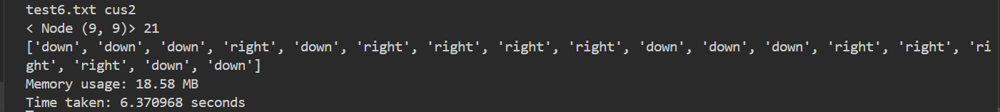 test6.txt cus2
< Node (9, 9)> 21
['down', 'down', 'down', 'right', 'down', 'right', 'right', 'right', 'right', 'down', 'down', 'down', 'right', 'right', 'ri
ght', 'right', 'down', 'down']
Memory usage: 18.58 MB
Time taken: 6.370968 seconds